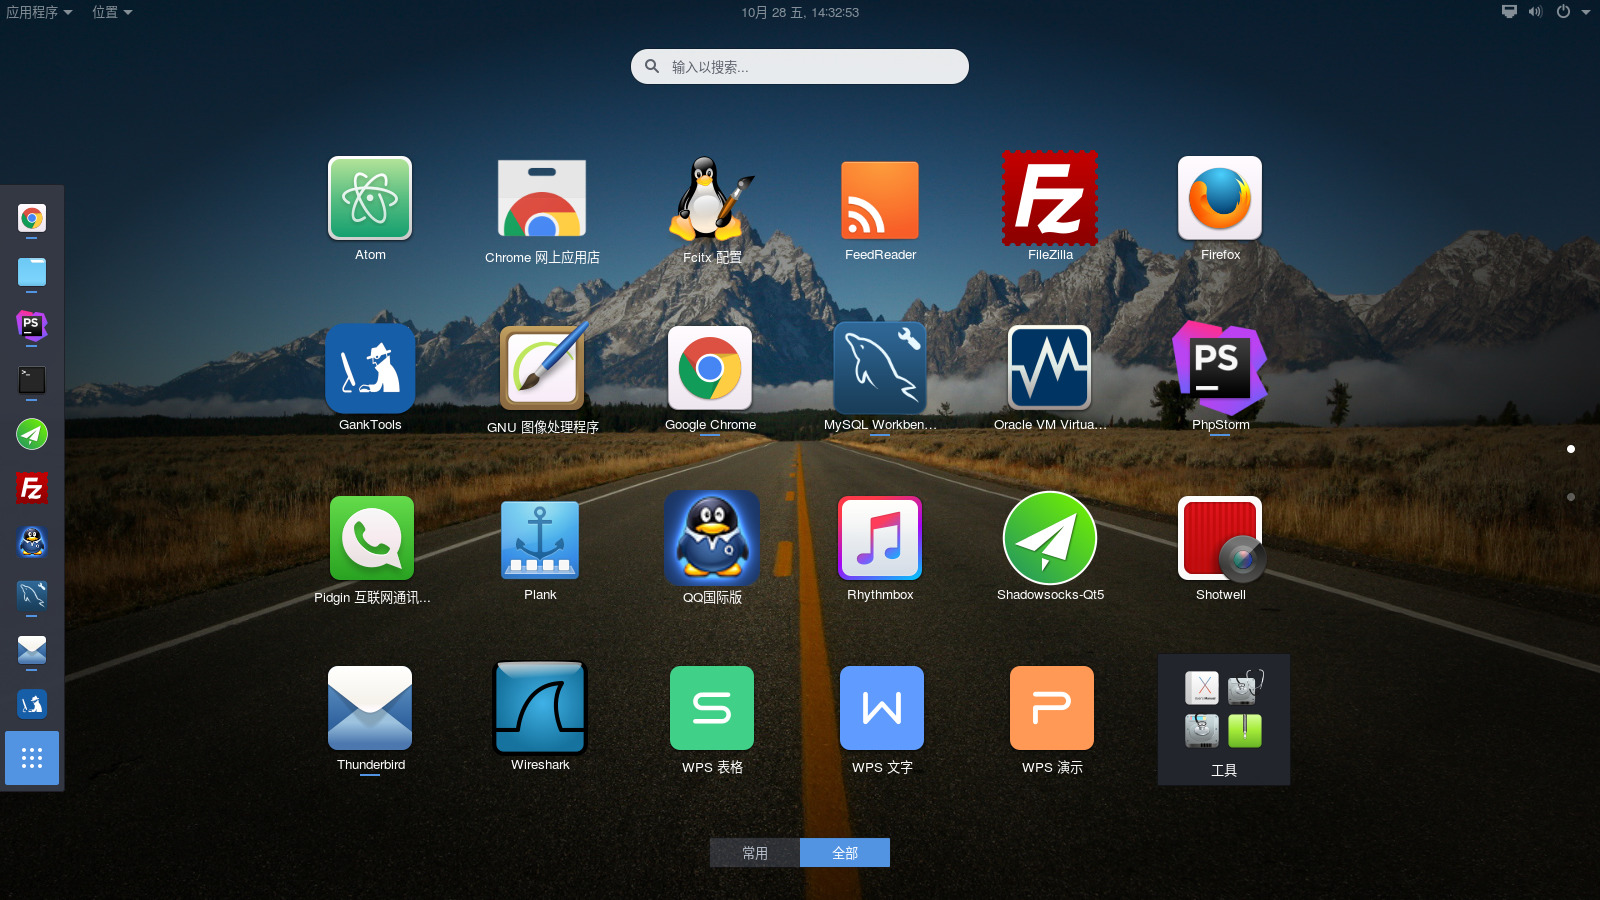 应用程序 位置 10月 28 五, 14:32:53
输入以搜索...
Atom Chrome 网上应用店 Fcitx 配置 FeedReader FileZilla Firefox
PS
GankTools GNU 图像处理程序 Google Chrome MySQL Workben… Oracle VM Virtua… PhpStorm
Pidgin 互联网通讯... Plank QQ国际版 Rhythmbox Shadowsocks-Qt5 Shotwell
Thunderbird Wireshark WPS 表格 WPS 文字 WPS 演示 工具
常用 全部